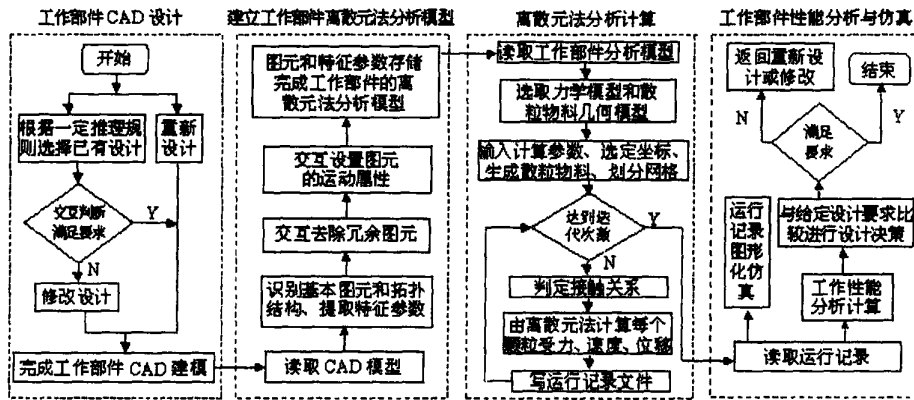 工作部件 CAD 设计
开始
根据一定推理规
则选择已有设计
重新
设计
交互判断
满足要求
Y
N
修改设计
完成工作部件 CAD 建模
建立工作部件离散元法分析模型
图元和特征参数存储
完成工作部件的离
散元法分析模型
交互设置图元
的运动属性
交互去除冗余图元
识别基本图元和拓扑
结构、提取特征参数
读取 CAD 模型
离散元法分析计算
读取工作部件分析模型
选取力学模型和散
粒物料几何模型
输入计算参数、选定坐标、
生成散粒物料、划分网格
达到迭
代次数
Y
N
判定接触关系
由离散元法计算每个
颗粒受力、速度、位移
写运行记录文件
工作部件性能分析与仿真
返回重新设
计或修改
结束
N
满足
要求
Y
运行
记录
图形
化仿
真
与给定设计要求比
较进行设计决策
工作性能
分析计算
读取运行记录